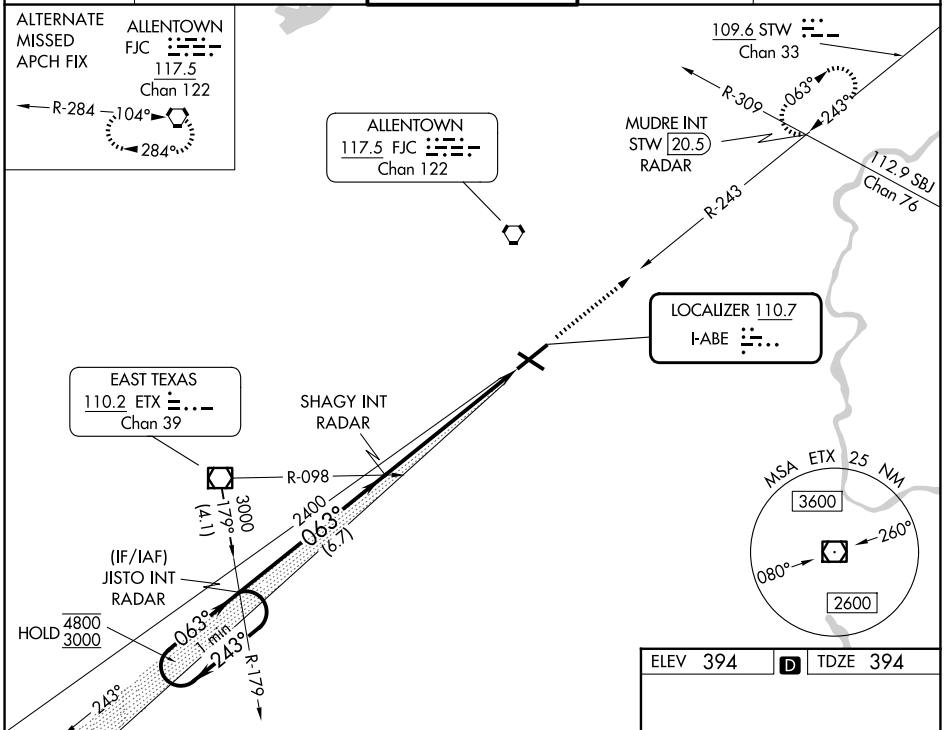 ALTERNATE
MISSED
APCH FIX
ALLENTOWN
FJC
117.5
Chan 122
R-284
104°
284°
109.6 STW
Chan 33
R-309
063°
243°
MUDRE INT
STW 20.5
RADAR
112.9 SBJ
Chan 76
R-243
ALLENTOWN
117.5 FJC
Chan 122
LOCALIZER 110.7
I-ABE
EAST TEXAS
110.2 ETX
Chan 39
SHAGY INT
RADAR
R-098
3000
179°
(4.1)
2400
063°
(6.7)
(IF/IAF)
JISTO INT
RADAR
HOLD 4800
3000
063°
1 min
243°
R-179
243°
MSA ETX 25 NM
3600
260°
080°
2600
ELEV 394
D
TDZE 394